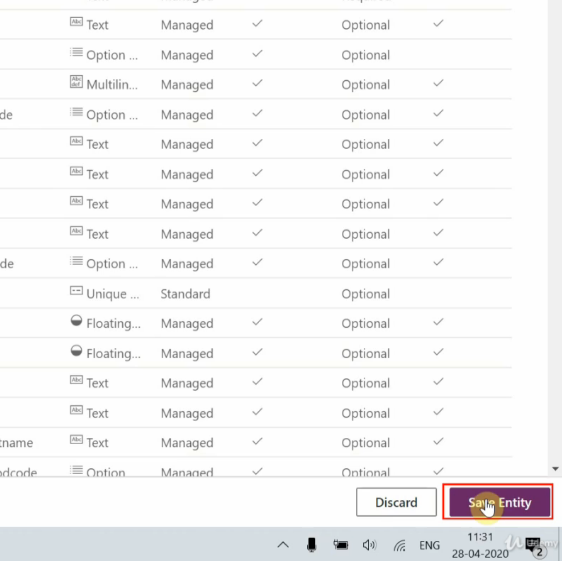 Text Managed Optional
Option ... Managed Optional
Multilin... Managed Optional
de Option ... Managed Optional
Text Managed Optional
Text Managed Optional
Text Managed Optional
Text Managed Optional
de Option ... Managed Optional
Unique ... Standard Optional
Floating... Managed Optional
Floating... Managed Optional
Text Managed Optional
Text Managed Optional
tname Text Managed Optional
odcode Option Managed Optional
Discard Save Entity
11:31
ENG
28-04-2020
2